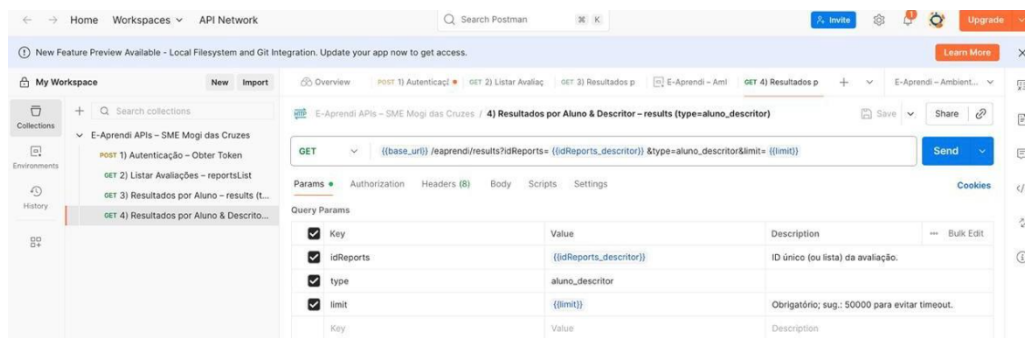 Home Workspaces API Network Search Postman ⌘ K Invite Upgrade
New Feature Preview Available - Local Filesystem and Git Integration. Update your app now to get access. Learn More
My Workspace New Import Overview POST 1) Autenticaç GET 2) Listar Avaliaç GET 3) Resultados p E-Aprendi – Aml GET 4) Resultados p E-Aprendi – Ambient...
Collections
Search collections
E-Aprendi APIs – SME Mogi das Cruzes / 4) Resultados por Aluno & Descritor – results (type=aluno_descritor) Save Share
E-Aprendi APIs – SME Mogi das Cruzes
Environments
POST 1) Autenticação – Obter Token
GET {{base_url}} /eaprendi/results?idReports= {{idReports_descritor}} &type=aluno_descritor&limit= {{limit}} Send
GET 2) Listar Avaliações – reportsList
History
GET 3) Resultados por Aluno – results (t...
Params Authorization Headers (8) Body Scripts Settings Cookies
GET 4) Resultados por Aluno & Descrito...
Query Params
Key Value Description Bulk Edit
idReports {{idReports_descritor}} ID único (ou lista) da avaliação.
type aluno_descritor
limit {{limit}} Obrigatório; sug.: 50000 para evitar timeout.
Key Value Description